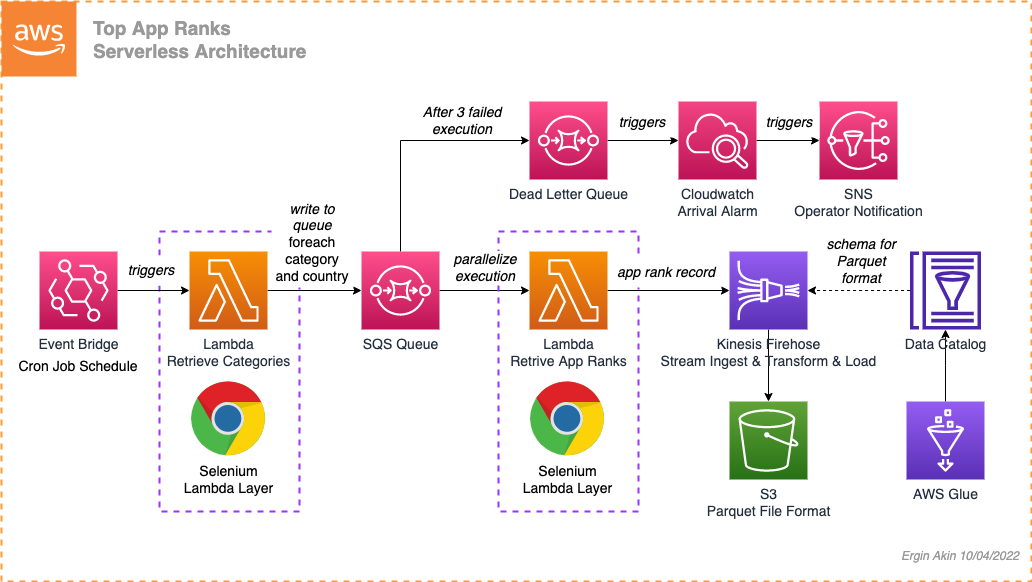 aws
Top App Ranks
Serverless Architecture
After 3 failed
execution
triggers
triggers
Dead Letter Queue
Cloudwatch
Arrival Alarm
SNS
Operator Notification
write to
queue
foreach
category
and country
triggers
parallelize
execution
app rank record
schema for
Parquet
format
Event Bridge
Cron Job Schedule
Lambda
Retrieve Categories
SQS Queue
Lambda
Retrive App Ranks
Kinesis Firehose
Stream Ingest & Transform & Load
Data Catalog
Selenium
Lambda Layer
Selenium
Lambda Layer
S3
Parquet File Format
AWS Glue
Ergin Akin 10/04/2022